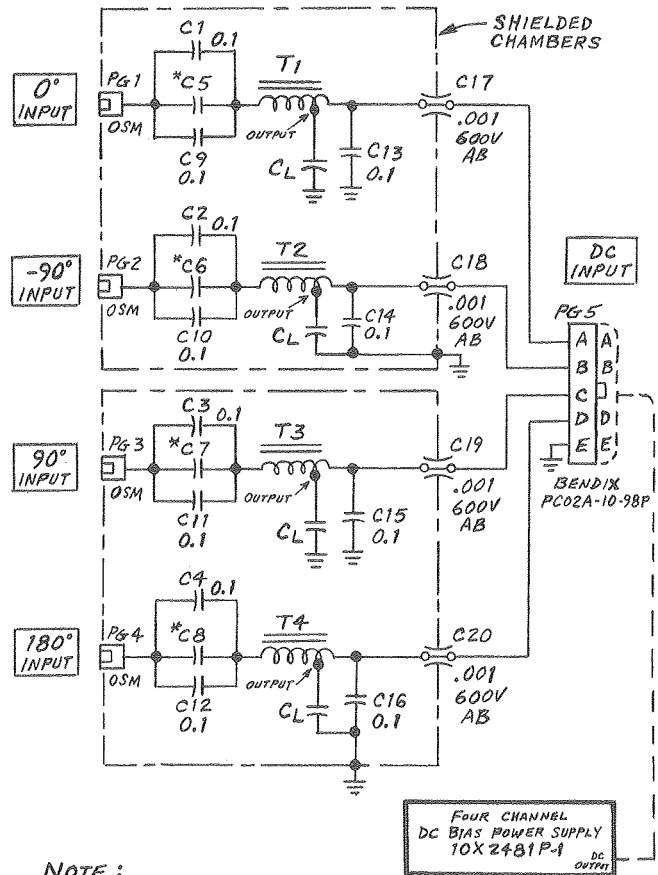 SHIELDED
CHAMBERS
C1
0.1
T1
C17
0°
INPUT
PG1
*C5
OSM
OUTPUT
C9
0.1
CL
C13
0.1
.001
600V
AB
C2
0.1
T2
C18
-90°
INPUT
PG2
*C6
OSM
OUTPUT
C10
0.1
CL
C14
0.1
.001
600V
AB
DC
INPUT
PG5
A A
B B
C
D D
E E
BENDIX
PC02A-10-98P
C3
0.1
T3
C19
90°
INPUT
PG3
*C7
OSM
OUTPUT
C11
0.1
CL
C15
0.1
.001
600V
AB
C4
0.1
T4
C20
180°
INPUT
PG4
*C8
OSM
OUTPUT
C12
0.1
CL
C16
0.1
.001
600V
AB
FOUR CHANNEL
DC BIAS POWER SUPPLY
10X2481P-1
DC
OUTPUT
NOTE: